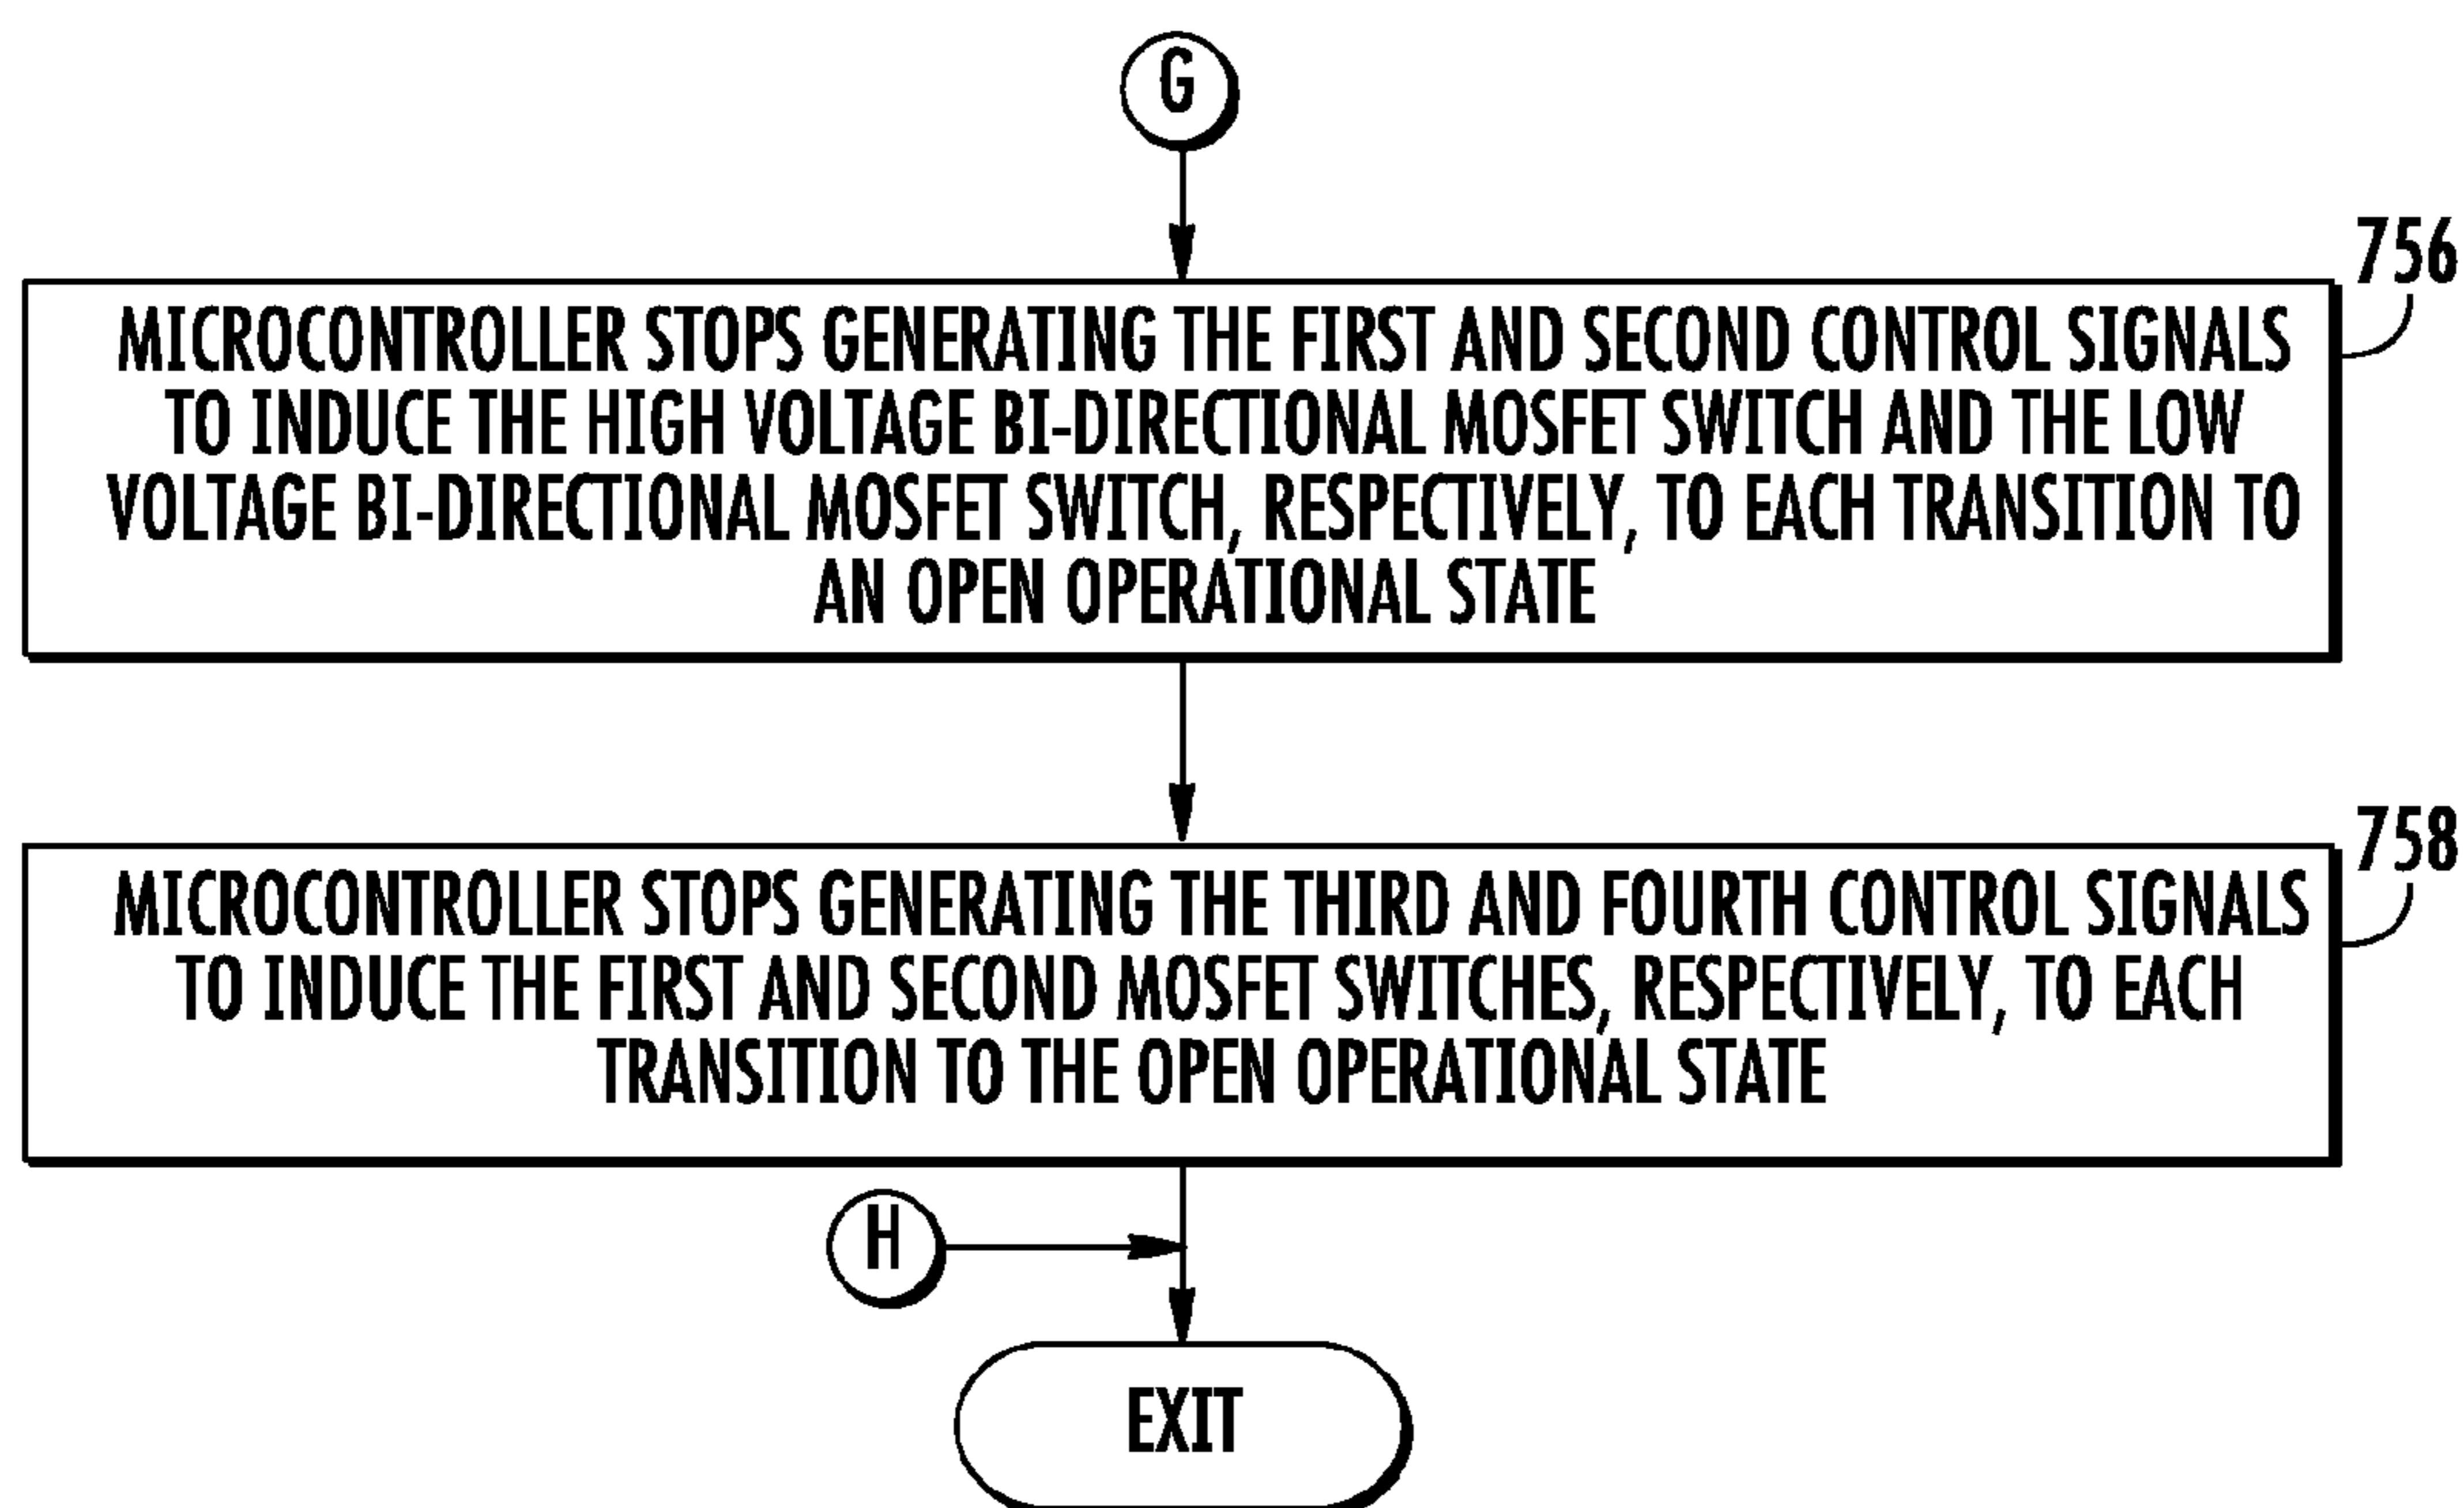 G
756
MICROCONTROLLER STOPS GENERATING THE FIRST AND SECOND CONTROL SIGNALS
TO INDUCE THE HIGH VOLTAGE BI-DIRECTIONAL MOSFET SWITCH AND THE LOW
VOLTAGE BI-DIRECTIONAL MOSFET SWITCH, RESPECTIVELY, TO EACH TRANSITION TO
AN OPEN OPERATIONAL STATE
758
MICROCONTROLLER STOPS GENERATING THE THIRD AND FOURTH CONTROL SIGNALS
TO INDUCE THE FIRST AND SECOND MOSFET SWITCHES, RESPECTIVELY, TO EACH
TRANSITION TO THE OPEN OPERATIONAL STATE
H
EXIT